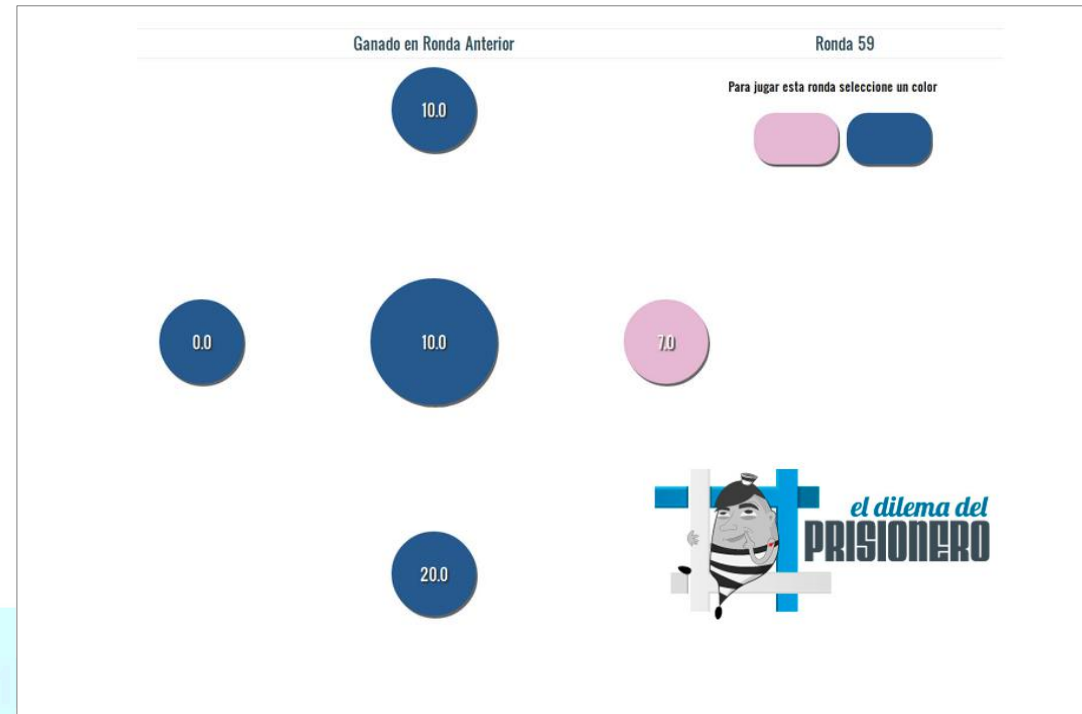 Ganado en Ronda Anterior
Ronda 59
Para jugar esta ronda seleccione un color
10.0
0.0
10.0
7.0
20.0
el dilema del
PRISIONERO